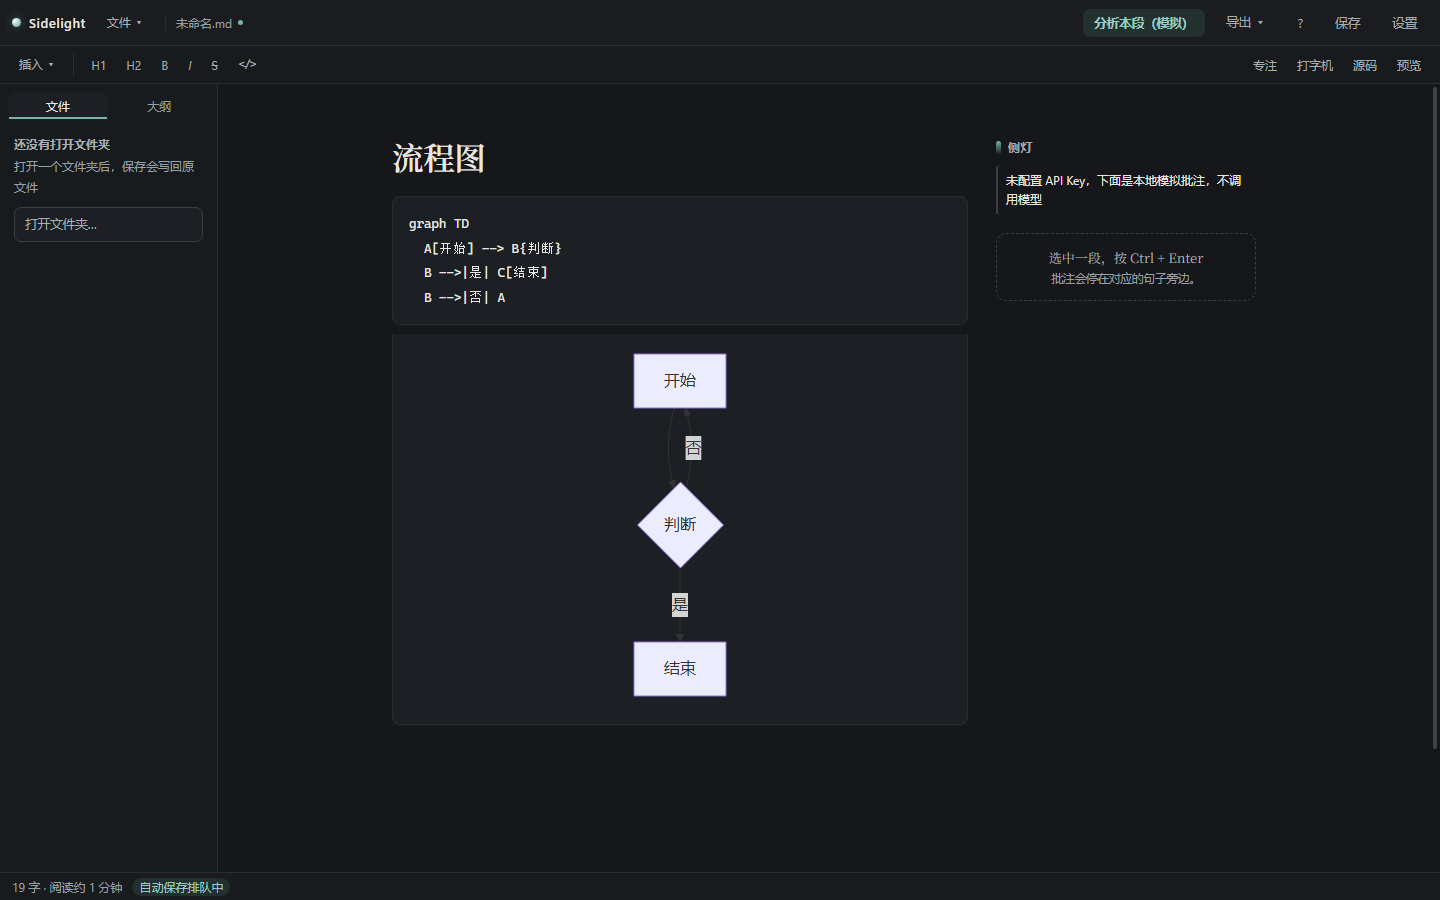 Sidelight
文件
未命名.md
分析本段（模拟）
导出
?
保存
设置
插入
H1
H2
B
I
S
</>
专注
打字机
源码
预览
文件
大纲
还没有打开文件夹
打开一个文件夹后，保存会写回原
文件
打开文件夹...
流程图
graph TD
A[开始] --> B{判断}
B -->|是| C[结束]
B -->|否| A
开始
否
判断
是
结束
侧灯
未配置 API Key，下面是本地模拟批注，不调
用模型
选中一段，按 Ctrl + Enter
批注会停在对应的句子旁边。
19 字 · 阅读约 1 分钟
自动保存排队中